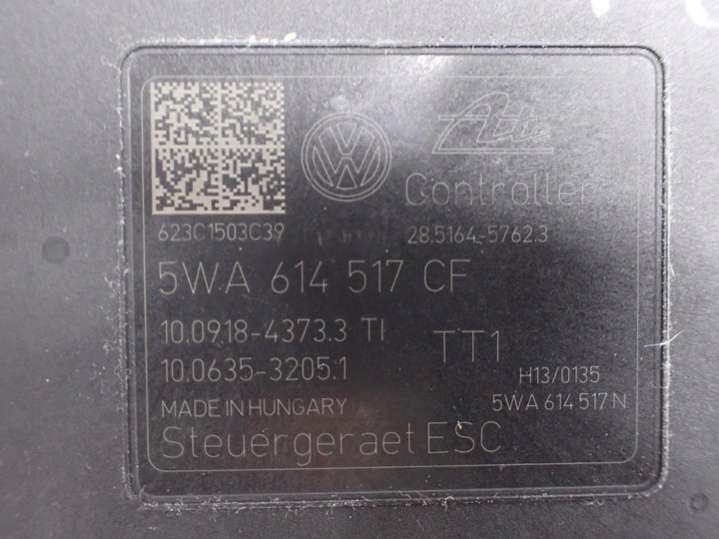 Ate
Controller
623C1503C39 28.5164-5762.3
5WA 614 517 CF
10.0918-4373.3 TI
10.0635-3205.1
TT1
H13/0135
MADE IN HUNGARY 5WA 614 517 N
Steuergeraet ESC